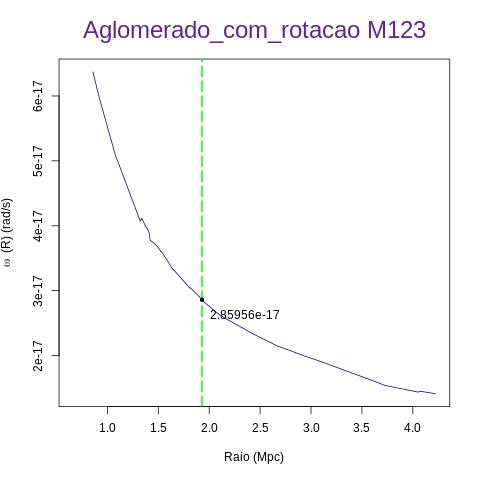 Aglomerado_com_rotacao M123
ω (R) (rad/s)
6e-17
5e-17
4e-17
3e-17
2e-17
2.85956e-17
1.0 1.5 2.0 2.5 3.0 3.5 4.0
Raio (Mpc)